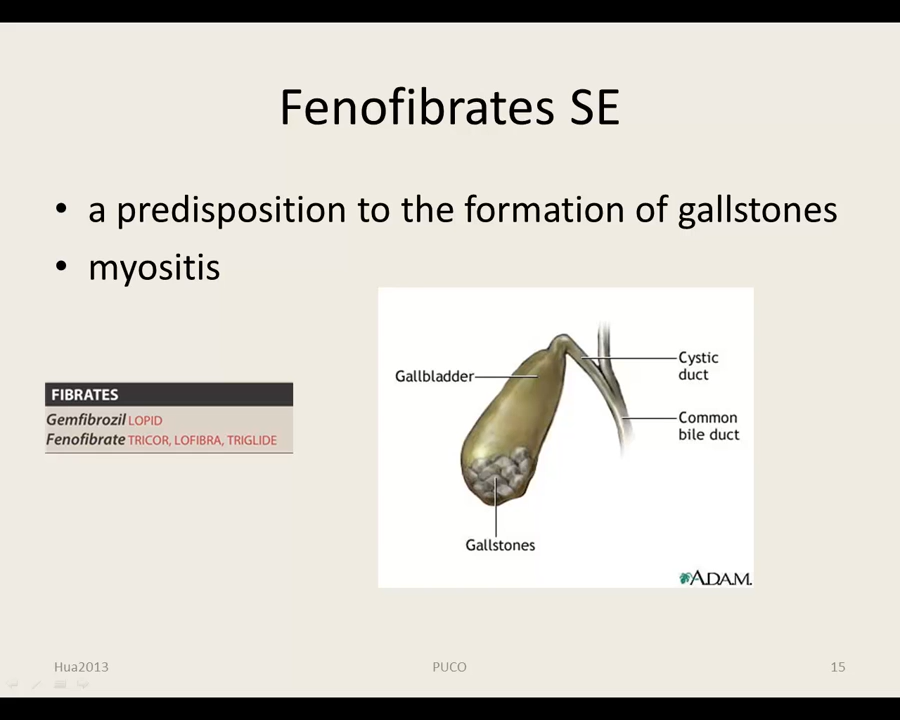 Fenofibrates SE
• a predisposition to the formation of gallstones
• myositis
FIBRATES
Gemfibrozil LOPID
Fenofibrate TRICOR, LOFIBRA, TRIGLIDE
Gallbladder
Cystic
duct
Common
bile duct
Gallstones
ADAM.
Hua2013
PUCO
15